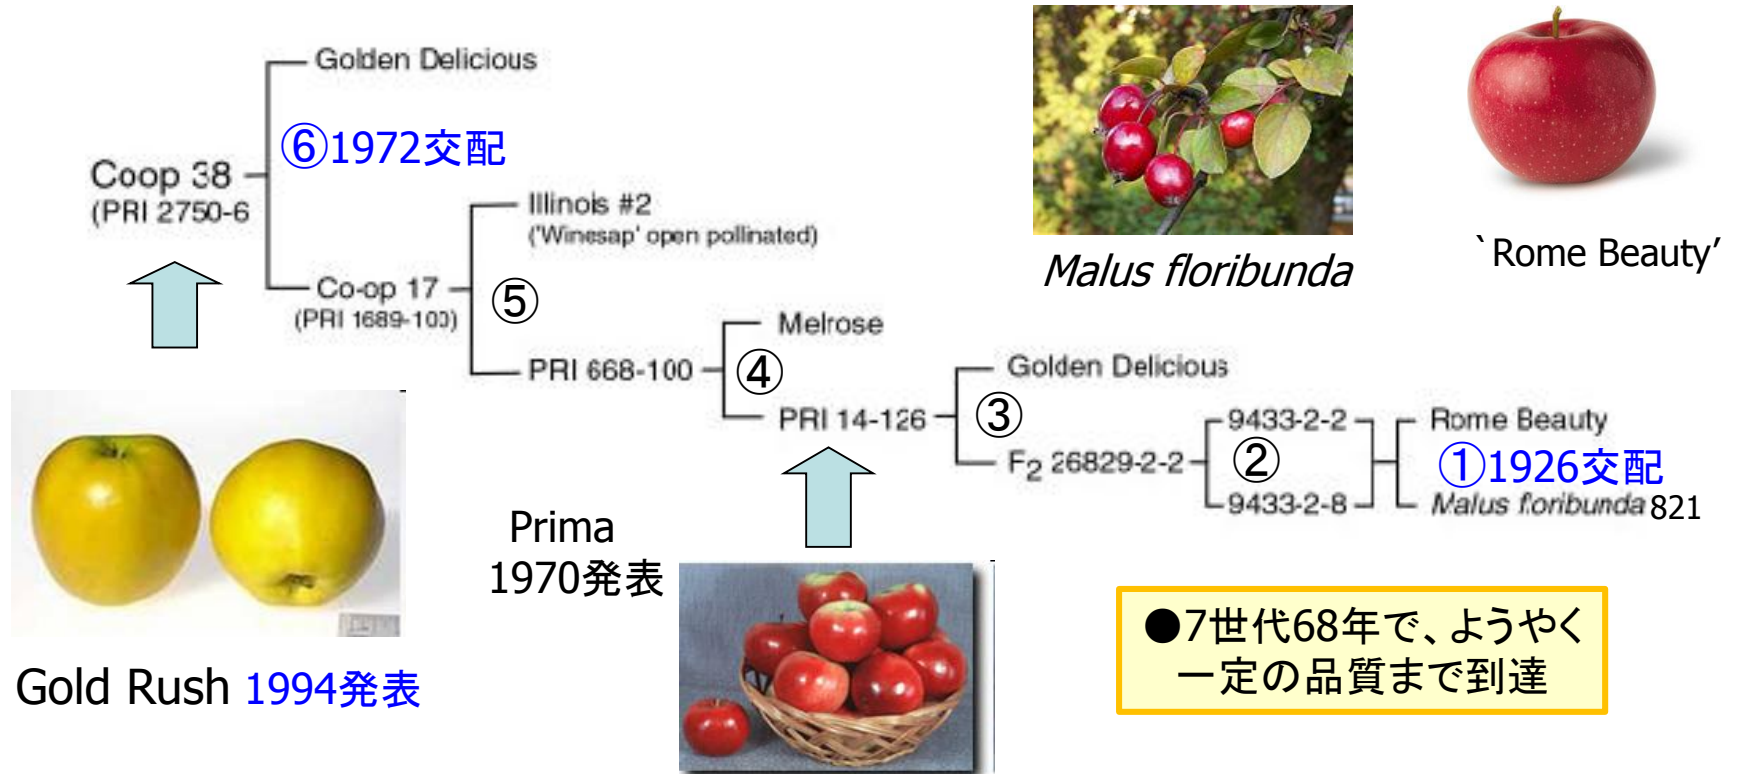 Golden Delicious
⑥1972交配
Coop 38
(PRI 2750-6
Illinois #2
('Winesap' open pollinated)
Co-op 17
(PRI 1689-100)
⑤
Malus floribunda
`Rome Beauty’
Melrose
PRI 668-100
④
Golden Delicious
PRI 14-126
③
9433-2-2
Rome Beauty
F2 26829-2-2
②
①1926交配
9433-2-8
Malus floribunda 821
Prima
1970発表
Gold Rush 1994発表
●7世代68年で、ようやく
一定の品質まで到達